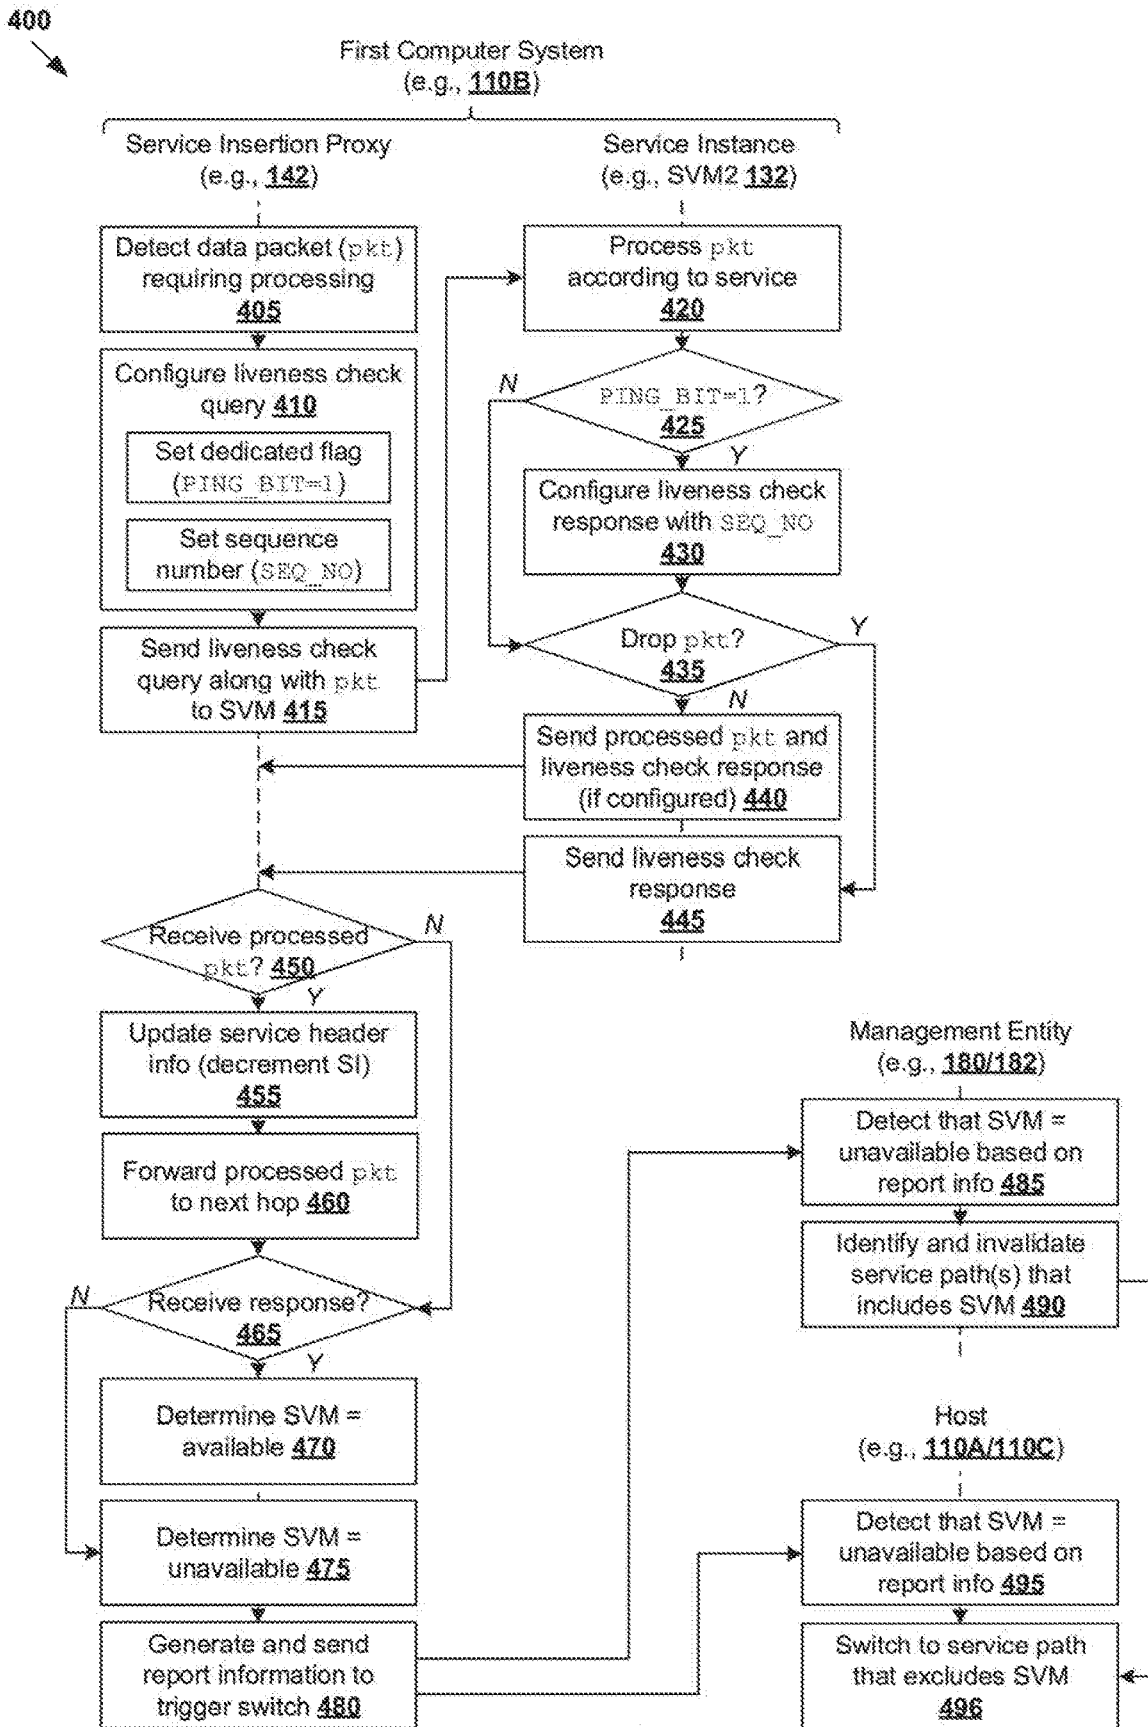 400
First Computer System
(e.g., 110B)
Service Insertion Proxy
(e.g., 142)
Detect data packet (pkt)
requiring processing
405
Configure liveness check
query 410
Set dedicated flag
(PING_BIT=1)
Set sequence
number (SEQ_NO)
Send liveness check
query along with pkt
to SVM 415
Service Instance
(e.g., SVM2 132)
Process pkt
according to service
420
N
PING_BIT=1?
425
Y
Configure liveness check
response with SEQ_NO
430
Drop pkt?
435
Y
N
Send processed pkt and
liveness check response
(if configured) 440
Send liveness check
response
445
Receive processed
pkt? 450
N
Y
Update service header
info (decrement SI)
455
Forward processed pkt
to next hop 460
N
Receive response?
465
Y
Determine SVM =
available 470
Determine SVM =
unavailable 475
Generate and send
report information to
trigger switch 480
Management Entity
(e.g., 180/182)
Detect that SVM =
unavailable based on
report info 485
Identify and invalidate
service path(s) that
includes SVM 490
Host
(e.g., 110A/110C)
Detect that SVM =
unavailable based on
report info 495
Switch to service path
that excludes SVM
496